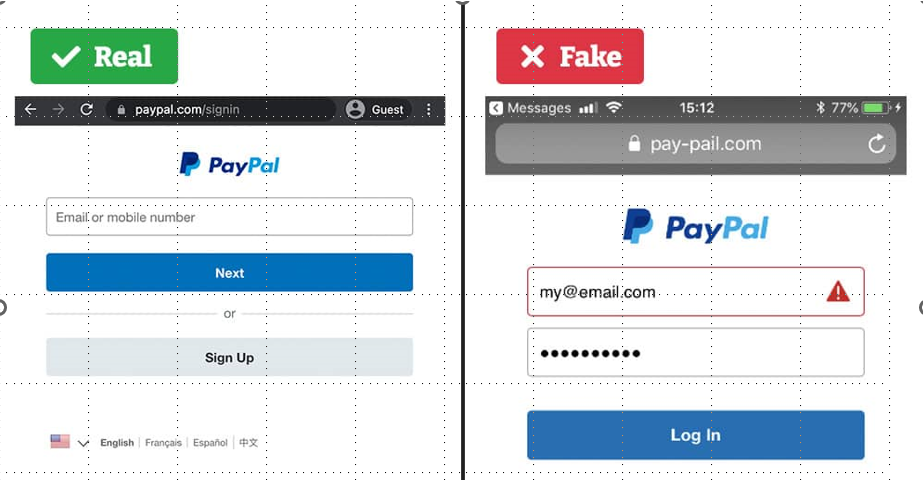 Real
paypal.com/signin
Guest
PayPal
Email or mobile number
Next
or
Sign Up
English
Français
Español
中文
Fake
Messages
15:12
77%
pay-pail.com
PayPal
my@email.com
Log In